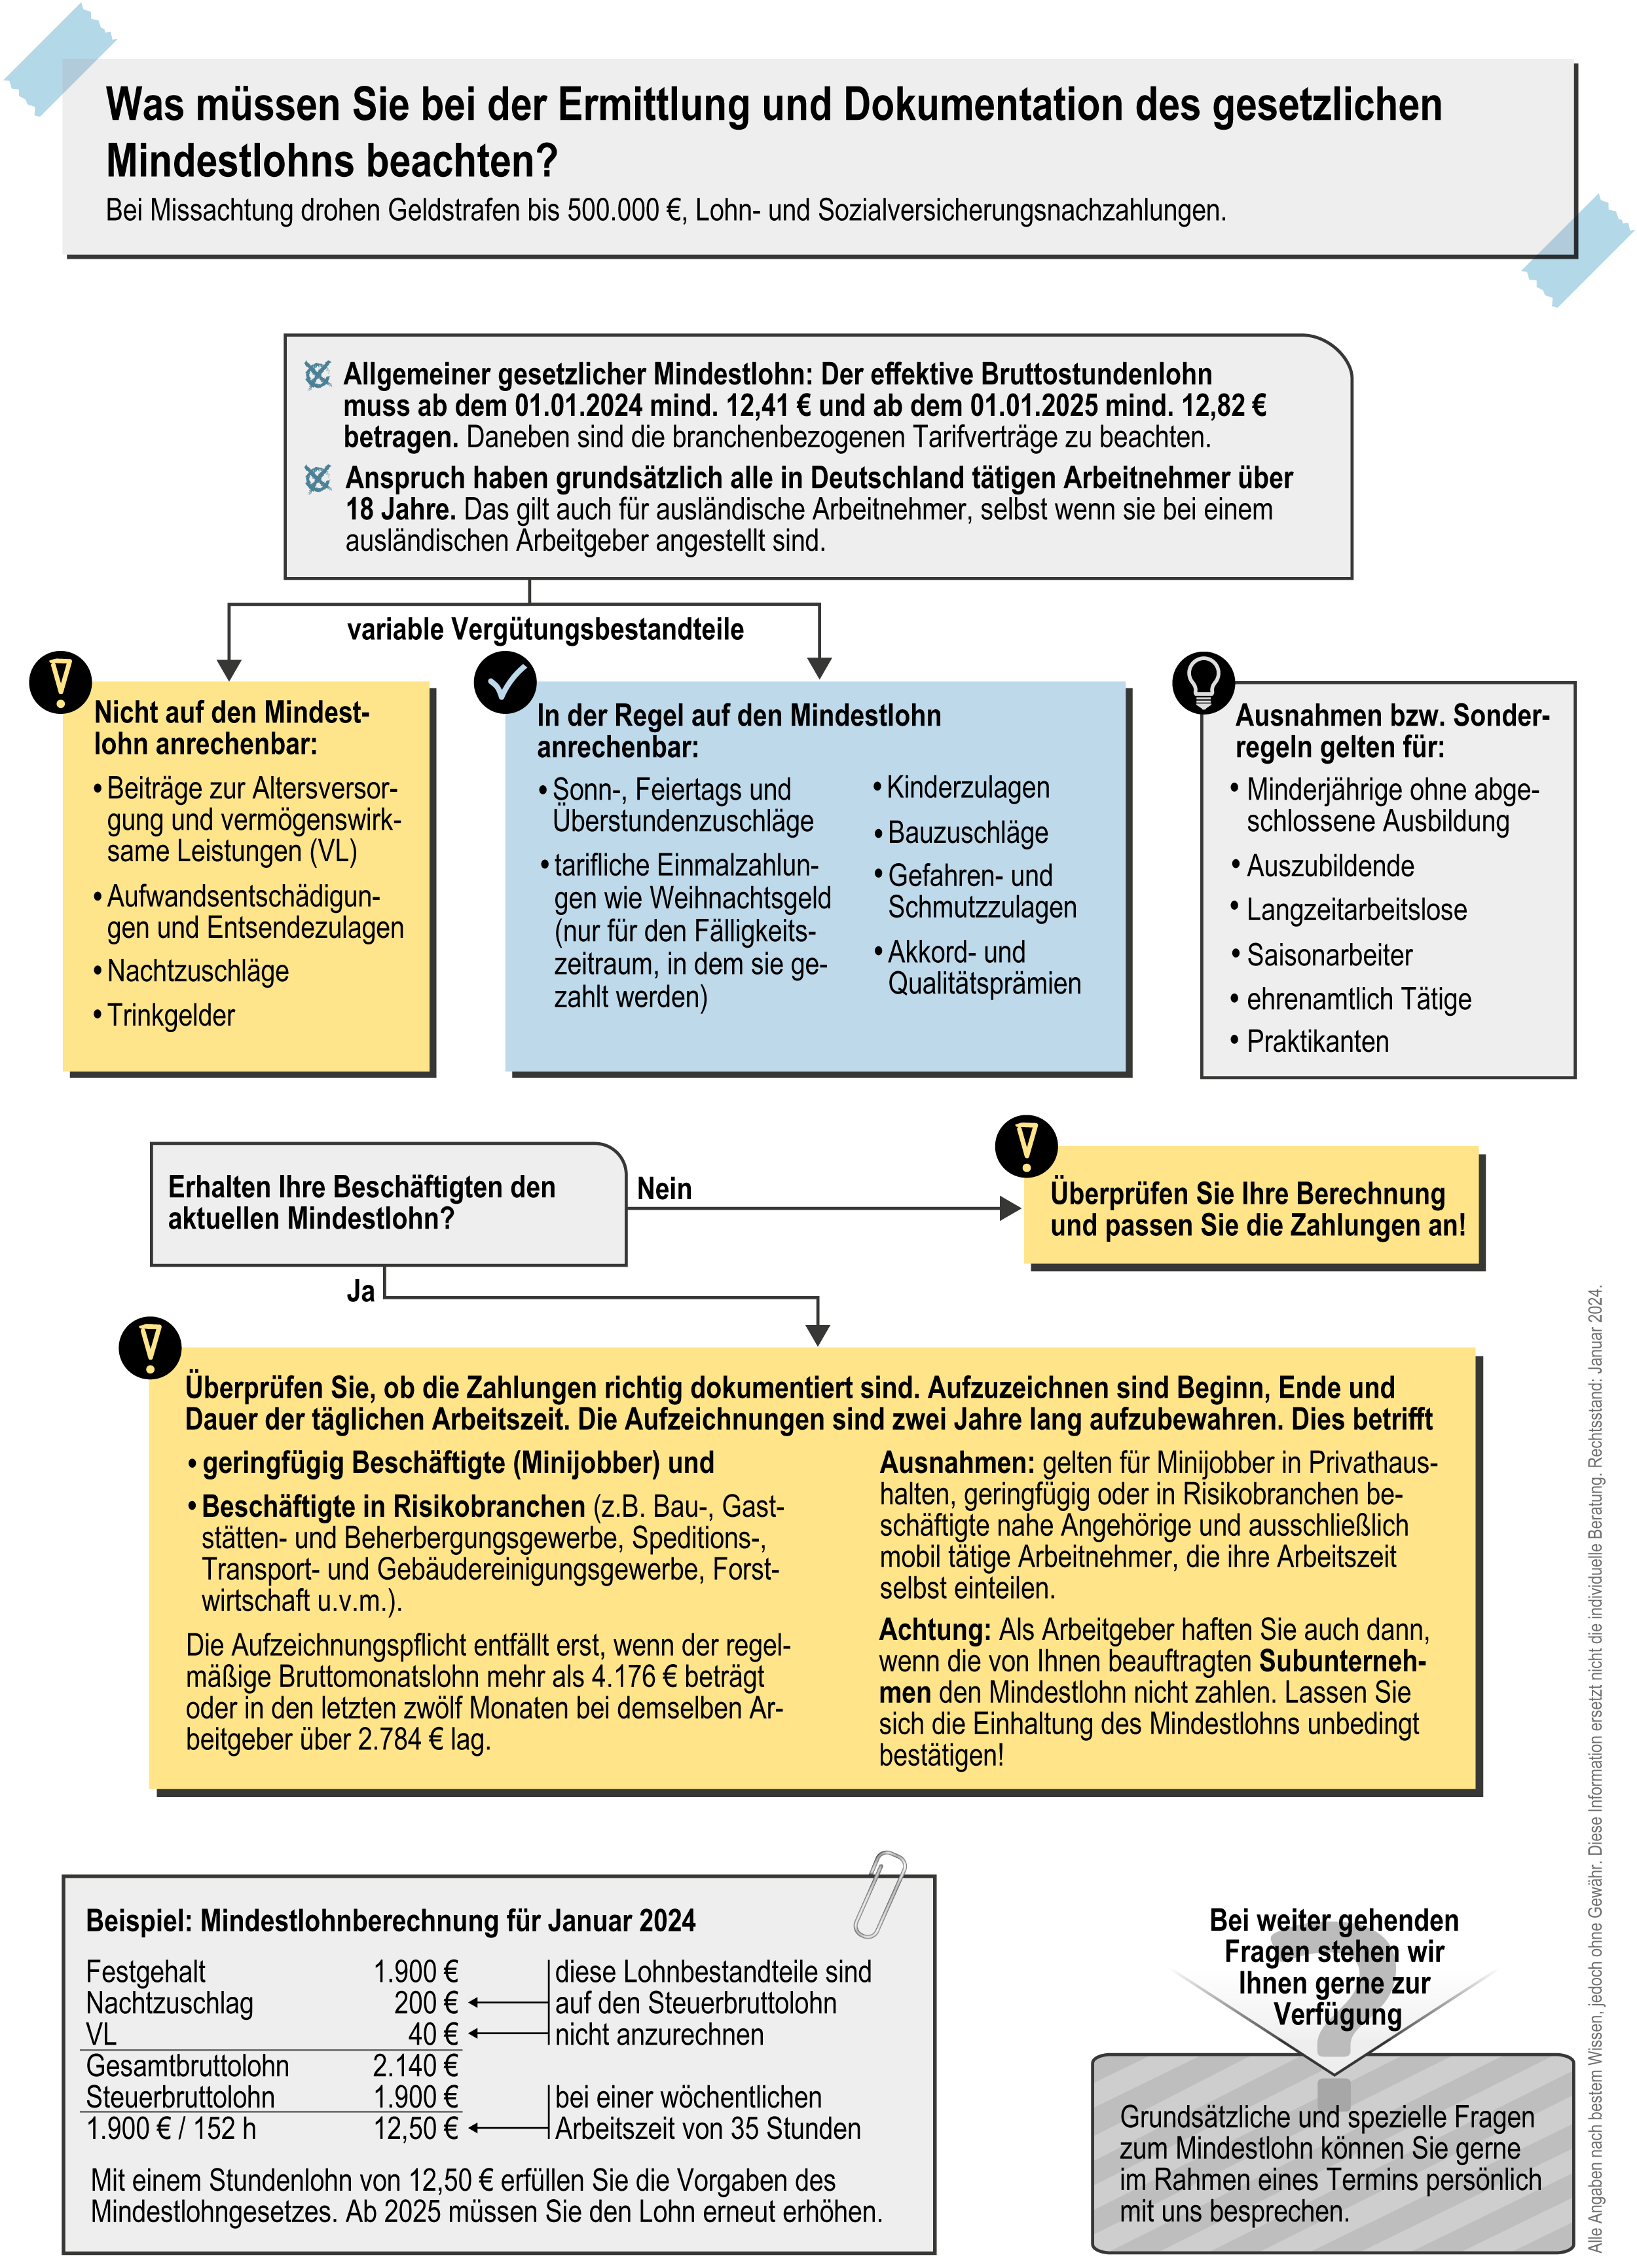 Was müssen Sie bei der Ermittlung und Dokumentation des gesetzlichen
Mindestlohns beachten?
Bei Missachtung drohen Geldstrafen bis 500.000 €, Lohn- und Sozialversicherungsnachzahlungen.
Allgemeiner gesetzlicher Mindestlohn: Der effektive Bruttostundenlohn
muss ab dem 01.01.2024 mind. 12,41 € und ab dem 01.01.2025 mind. 12,82 €
betragen. Daneben sind die branchenbezogenen Tarifverträge zu beachten.
Anspruch haben grundsätzlich alle in Deutschland tätigen Arbeitnehmer über
18 Jahre. Das gilt auch für ausländische Arbeitnehmer, selbst wenn sie bei einem
ausländischen Arbeitgeber angestellt sind.
variable Vergütungsbestandteile
Nicht auf den Mindest-
lohn anrechenbar:
• Beiträge zur Altersversor-
gung und vermögenswirk-
same Leistungen (VL)
• Aufwandsentschädigun-
gen und Entsendezulagen
• Nachtzuschläge
• Trinkgelder
In der Regel auf den Mindestlohn
anrechenbar:
• Sonn-, Feiertags und
Überstundenzuschläge
• tarifliche Einmalzahlun-
gen wie Weihnachtsgeld
(nur für den Fälligkeits-
zeitraum, in dem sie ge-
zahlt werden)
• Kinderzulagen
• Bauzuschläge
• Gefahren- und
Schmutzzulagen
• Akkord- und
Qualitätsprämien
Ausnahmen bzw. Sonder-
regeln gelten für:
• Minderjährige ohne abge-
schlossene Ausbildung
• Auszubildende
• Langzeitarbeitslose
• Saisonarbeiter
• ehrenamtlich Tätige
• Praktikanten
Erhalten Ihre Beschäftigten den
aktuellen Mindestlohn?
Nein
Überprüfen Sie Ihre Berechnung
und passen Sie die Zahlungen an!
Ja
Überprüfen Sie, ob die Zahlungen richtig dokumentiert sind. Aufzuzeichnen sind Beginn, Ende und
Dauer der täglichen Arbeitszeit. Die Aufzeichnungen sind zwei Jahre lang aufzubewahren. Dies betrifft
• geringfügig Beschäftigte (Minijobber) und
• Beschäftigte in Risikobranchen (z.B. Bau-, Gast-
stätten- und Beherbergungsgewerbe, Speditions-,
Transport- und Gebäudereinigungsgewerbe, Forst-
wirtschaft u.v.m.).
Die Aufzeichnungspflicht entfällt erst, wenn der regel-
mäßige Bruttomonatslohn mehr als 4.176 € beträgt
oder in den letzten zwölf Monaten bei demselben Ar-
beitgeber über 2.784 € lag.
Ausnahmen: gelten für Minijobber in Privathaus-
halten, geringfügig oder in Risikobranchen be-
schäftigte nahe Angehörige und ausschließlich
mobil tätige Arbeitnehmer, die ihre Arbeitszeit
selbst einteilen.
Achtung: Als Arbeitgeber haften Sie auch dann,
wenn die von Ihnen beauftragten Subunterneh-
men den Mindestlohn nicht zahlen. Lassen Sie
sich die Einhaltung des Mindestlohns unbedingt
bestätigen!
Beispiel: Mindestlohnberechnung für Januar 2024
Festgehalt 1.900 € diese Lohnbestandteile sind
Nachtzuschlag 200 € auf den Steuerbruttolohn
VL 40 € nicht anzurechnen
Gesamtbruttolohn 2.140 €
Steuerbruttolohn 1.900 € bei einer wöchentlichen
1.900 € / 152 h 12,50 € Arbeitszeit von 35 Stunden
Mit einem Stundenlohn von 12,50 € erfüllen Sie die Vorgaben des
Mindestlohngesetzes. Ab 2025 müssen Sie den Lohn erneut erhöhen.
Bei weiter gehenden
Fragen stehen wir
Ihnen gerne zur
Verfügung
?
Grundsätzliche und spezielle Fragen
zum Mindestlohn können Sie gerne
im Rahmen eines Termins persönlich
mit uns besprechen.
Alle Angaben nach bestem Wissen, jedoch ohne Gewähr. Diese Information ersetzt nicht die individuelle Beratung. Rechtsstand: Januar 2024.